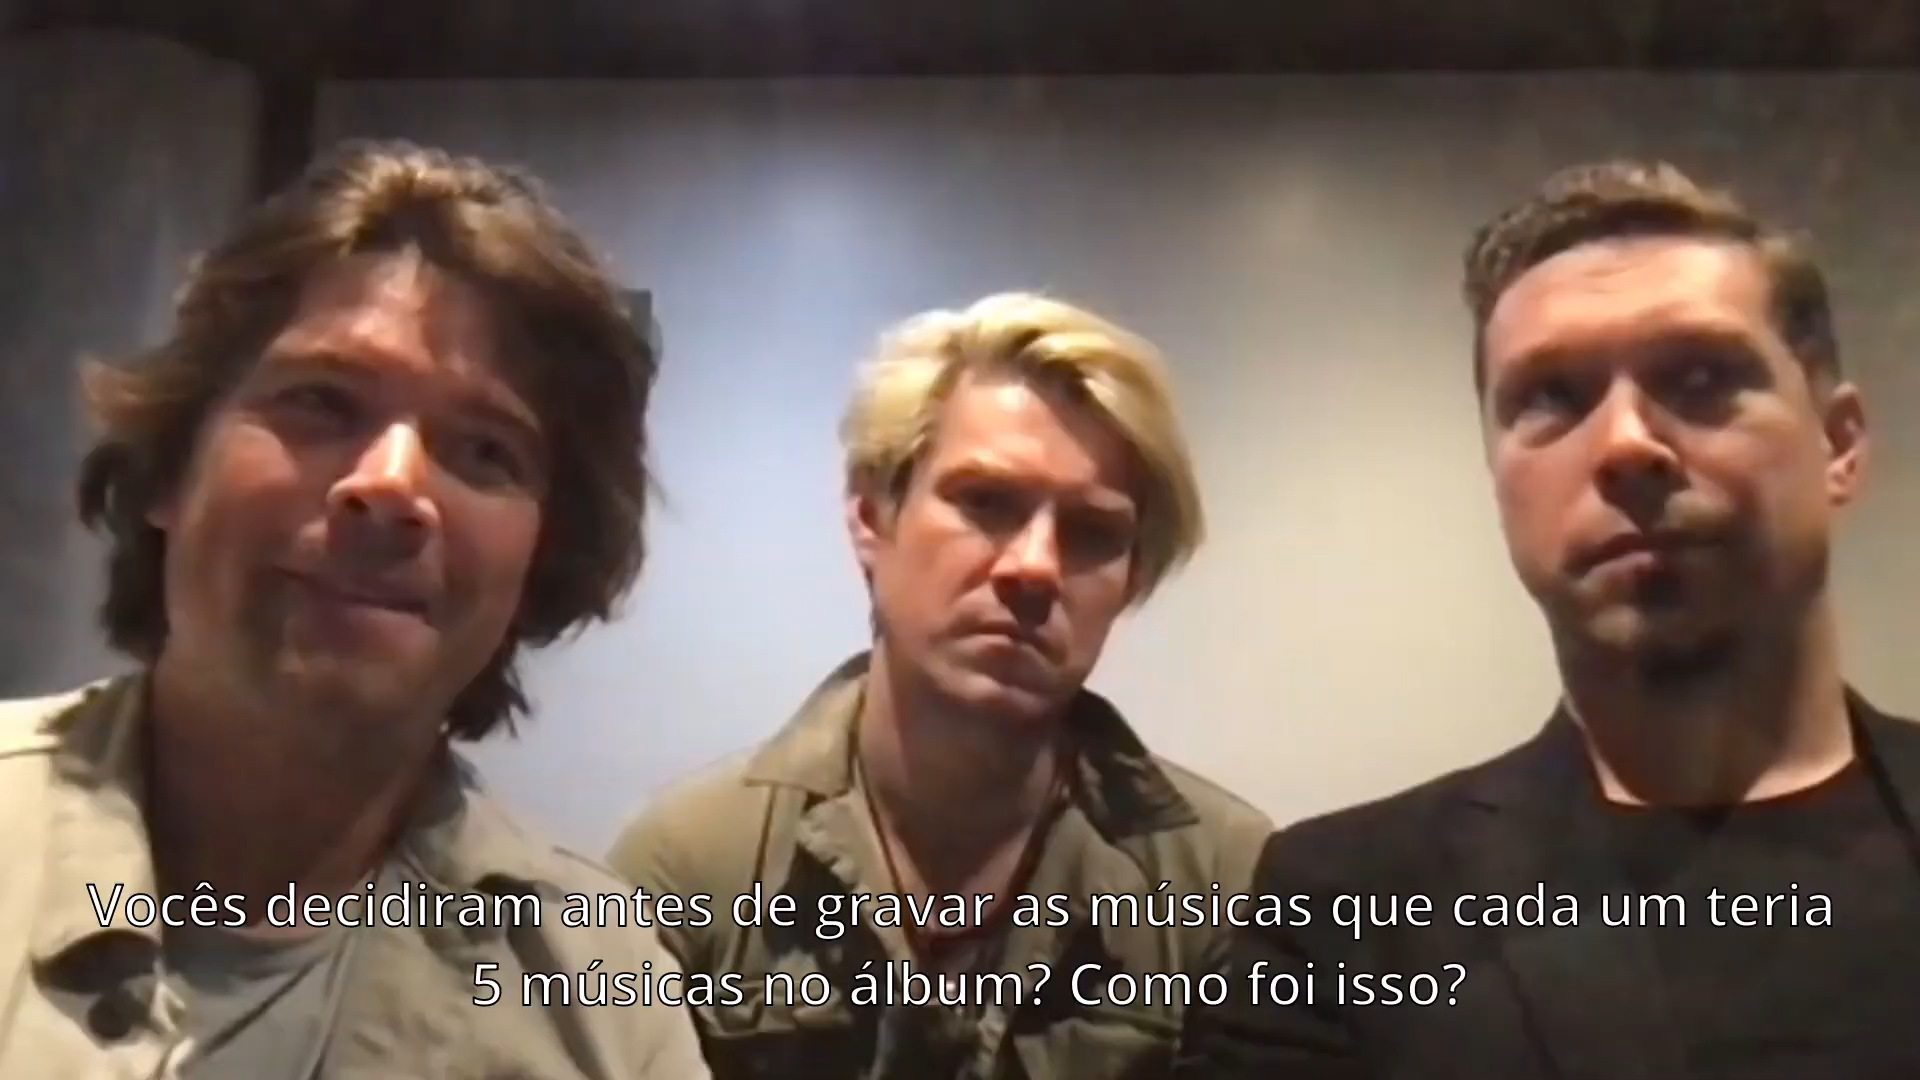 Vocês decidiram antes de gravar as músicas que cada um teria
5 músicas no álbum? Como foi isso?